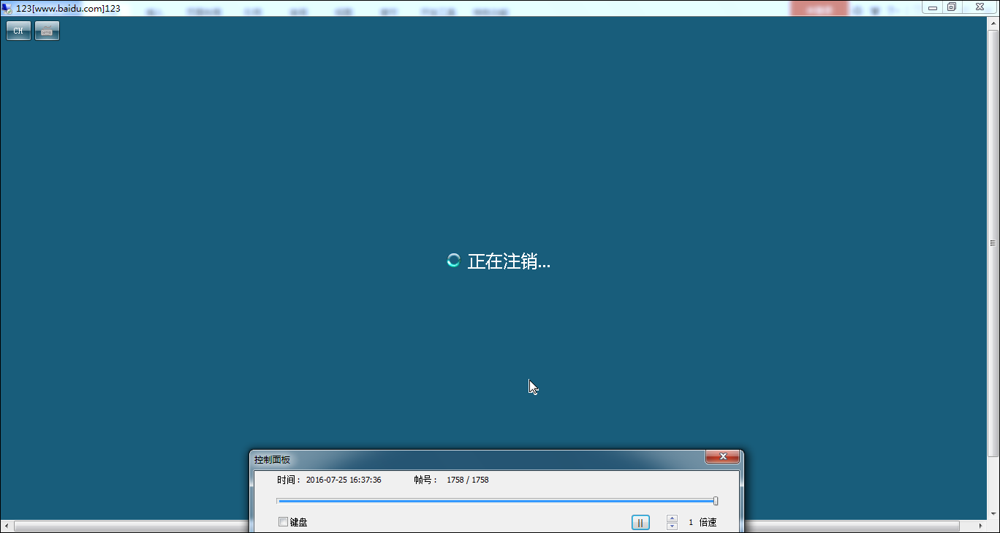 123[www.baidu.com]123
CH
正在注销...
控制面板
时间： 2016-07-25 16:37:36 帧号： 1758 / 1758
键盘 1 倍速